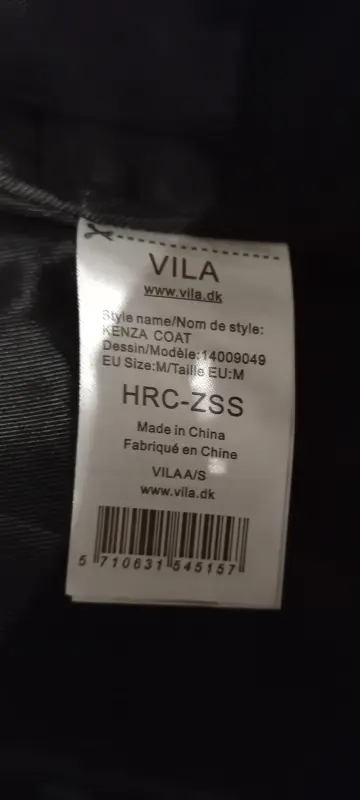 VILA
www.vila.dk
Style name/Nom de style:
KENZA COAT
Dessin/Modèle:14009049
EU Size:M/Taille EU:M
HRC-ZSS
Made in China
Fabriqué en Chine
VILA A/S
www.vila.dk
5 710631 545157